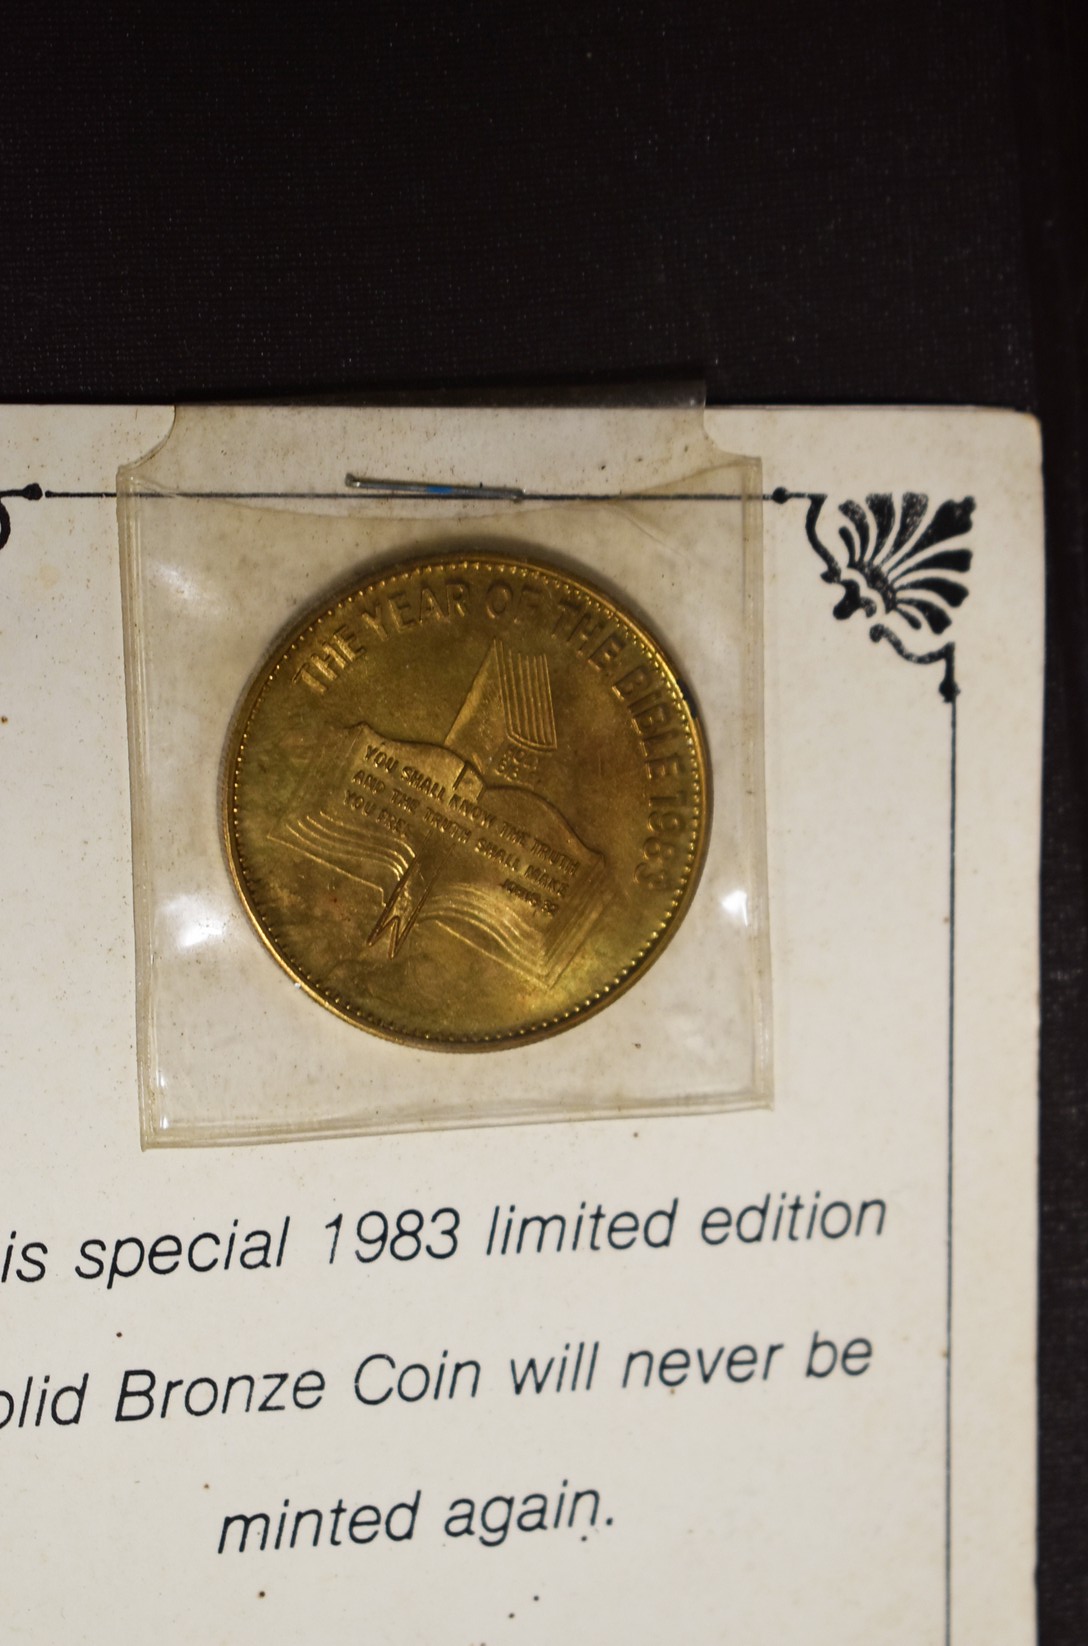 THE YEAR OF THE BIBLE 1983
YOU SHALL KNOW THE TRUTH
AND THE TRUTH SHALL MAKE
YOU FREE
is special 1983 limited edition
olid Bronze Coin will never be
minted again.